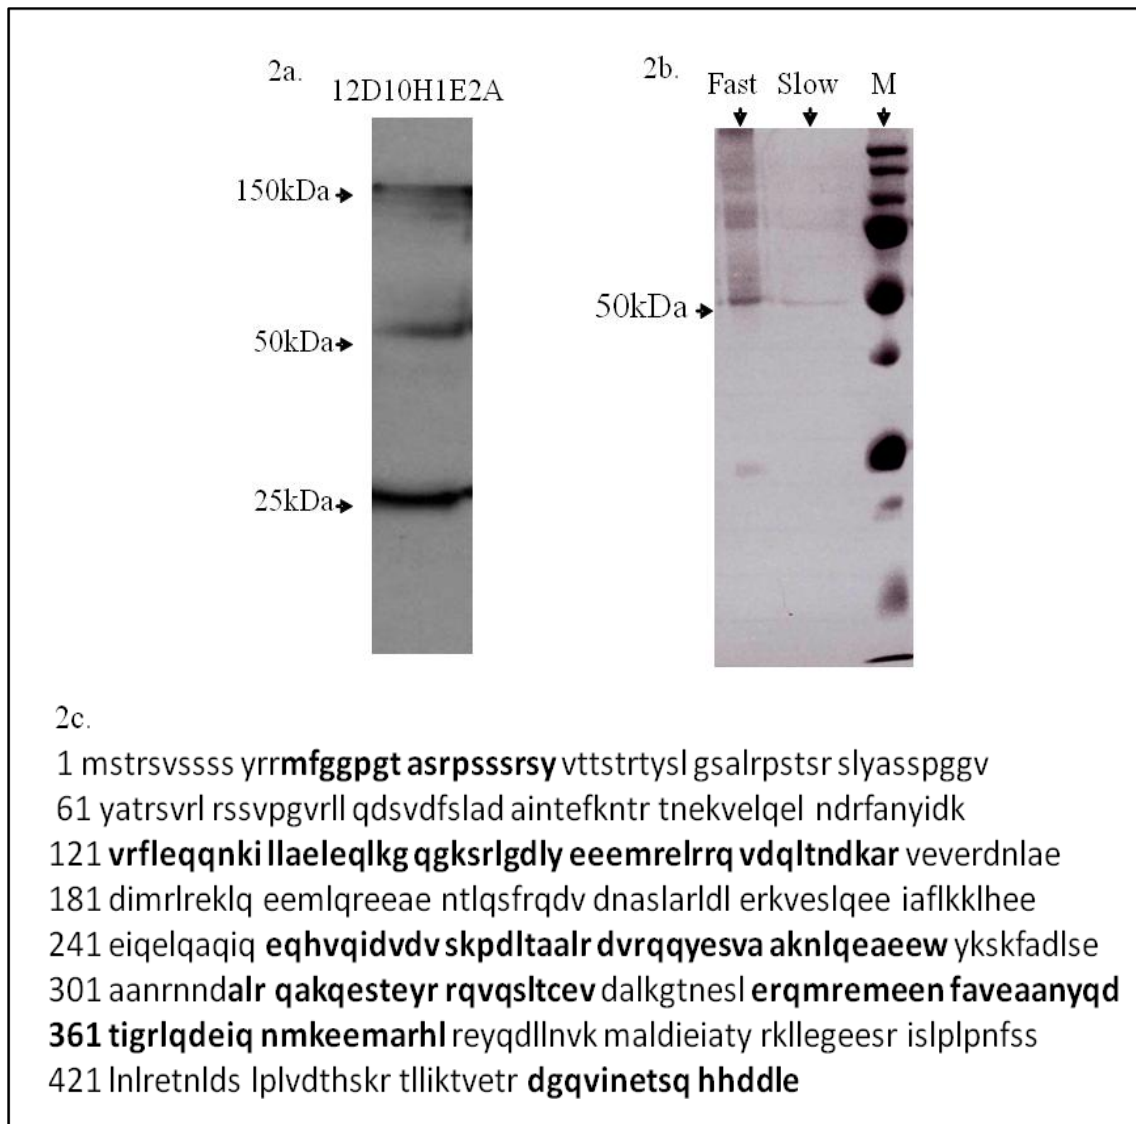 2a.
12D10H1E2A
150kDa
50kDa
25kDa
2b.
Fast Slow M
50kDa
2c.
1 mstrsvssss yrrmfggpgt asrpsssrsy vttstrtysl gsalrpstsr slyasspggv
61 yatrsvrl rssvpgvrll qdsvdfslad aintefkntr tnekvelqel ndrfanyidk
121 vrfleqqnki llaeleqlkg qgksrlgdly eeemrelrrq vdqltndkar veverdnlae
181 dimrlreklq eemlqreeae ntlqsfrqdv dnaslarldl erkveslqee iaflkklhee
241 eiqelqaqiq eqhvqidvdv skpdltaalr dvrqqyesva aknlqeaeew ykskfadlse
301 aanrnndalr qakqesteyr rqvqsltcev dalkgtnesl erqmremeen faveaanyqd
361 tigrlqdeiq nmkeemarhl reyqdllnvk maldieiaty rkllegeesr islplpnfss
421 lnlretnlds lplvdthskr tlliktvetr dgqvinetsq hhddle